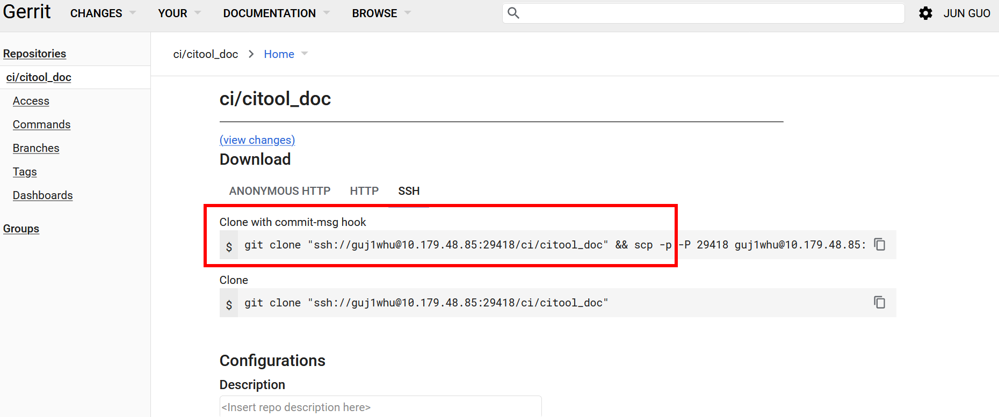 Gerrit CHANGES YOUR DOCUMENTATION BROWSE JUN GUO
Repositories
ci/citool_doc
Access
Commands
Branches
Tags
Dashboards
Groups
ci/citool_doc > Home
ci/citool_doc
(view changes)
Download
ANONYMOUS HTTP HTTP SSH
Clone with commit-msg hook
$ git clone "ssh://guj1whu@10.179.48.85:29418/ci/citool_doc" && scp -p -P 29418 guj1whu@10.179.48.85:
Clone
$ git clone "ssh://guj1whu@10.179.48.85:29418/ci/citool_doc"
Configurations
Description
<Insert repo description here>